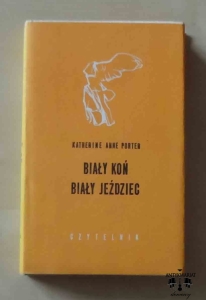 KATHERINE ANNE PORTER
BIAŁY KOŃ
BIAŁY JEŹDZIEC
CZYTELNIK